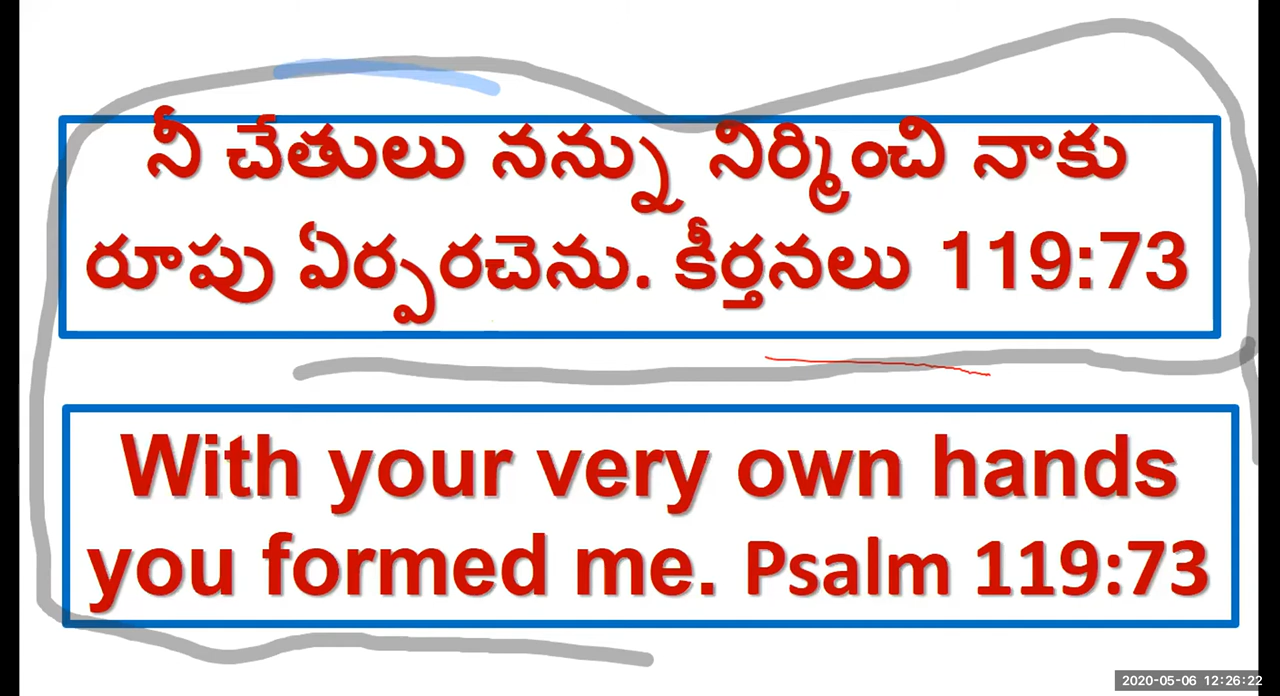 నీ చేతులు నన్ను నిర్మించి నాకు
రూపు ఏర్పరచెను. కీర్తనలు 119:73
With your very own hands
you formed me. Psalm 119:73
2020-05-06 12:26:22